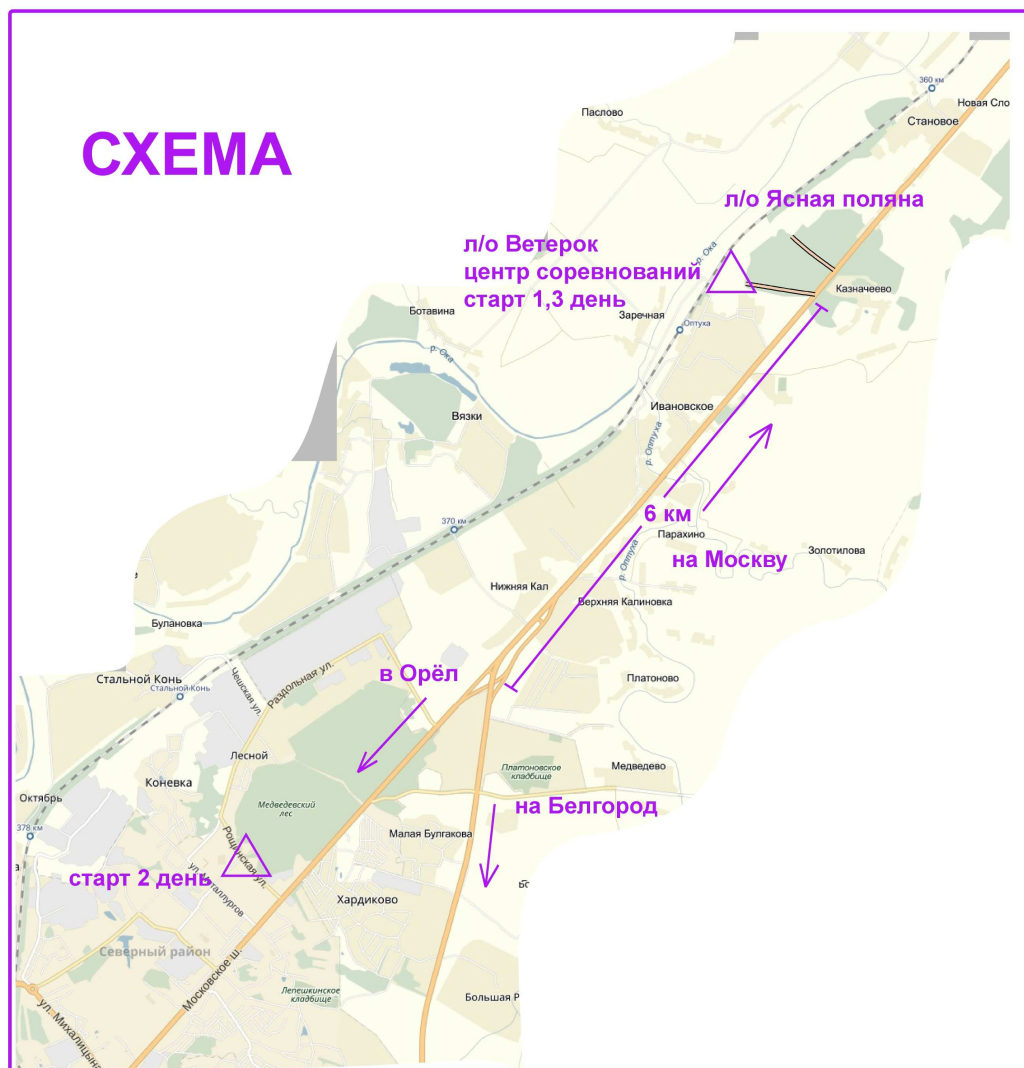 СХЕМА
360 км
Новая Сло
Становое
Паслово
л/о Ясная поляна
л/о Ветерок
центр соревнований
старт 1,3 день
р. Ока
Казначеево
Ботавина
Заречная
Оптуха
р. Ока
Вязки
Ивановское
р. Оптуха
6 км
370 км
Парахино
на Москву
Золотилова
р. Оптуха
Нижняя Кал
Верхняя Калиновка
Булановка
Стальной Конь
Стальной Конь
Чешская ул.
Раздольная ул.
в Орёл
Платоново
Лесной
Платоновское
кладбище
Медведево
Коневка
Октябрь
Медведевский
лес
на Белгород
378 км
Малая Булгакова
Рощинская ул.
ул. Металлургов
старт 2 день
Хардиково
Северный район
Московское ш.
Лепешкинское
кладбище
Большая Р
ул. Михалицына